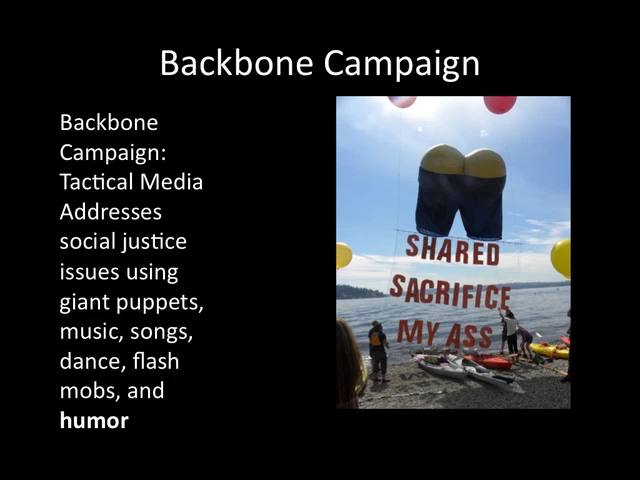 Backbone Campaign
Backbone
Campaign:
Tactical Media
Addresses
social justice
issues using
giant puppets,
music, songs,
dance, flash
mobs, and
humor
SHARED
SACRIFICE
MY ASS